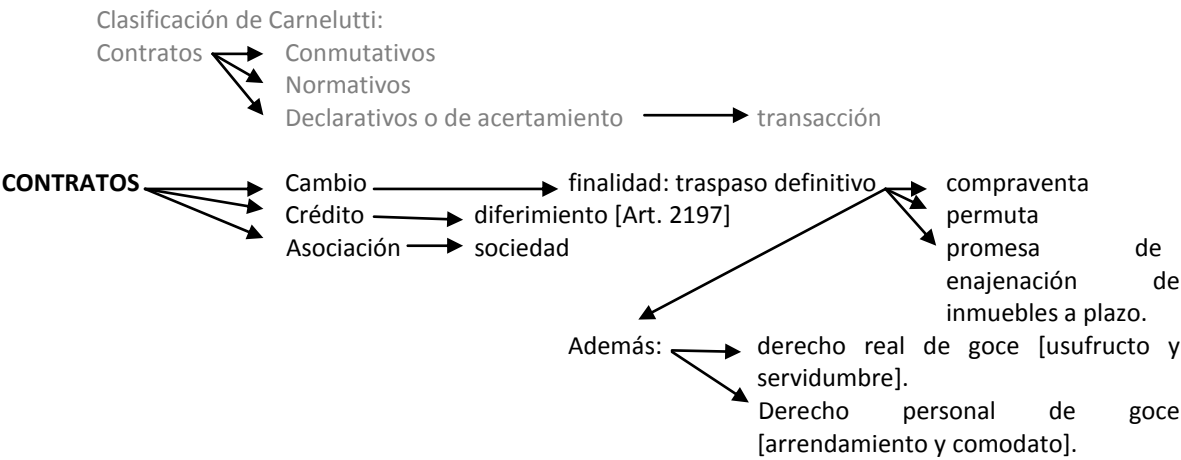 Clasificación de Carnelutti:
Contratos Conmutativos
Normativos
Declarativos o de acertamiento transacción
CONTRATOS Cambio finalidad: traspaso definitivo compraventa
Crédito diferimiento [Art. 2197] permuta
Asociación sociedad promesa de
enajenación de
inmuebles a plazo.
Además: derecho real de goce [usufructo y
servidumbre].
Derecho personal de goce
[arrendamiento y comodato].